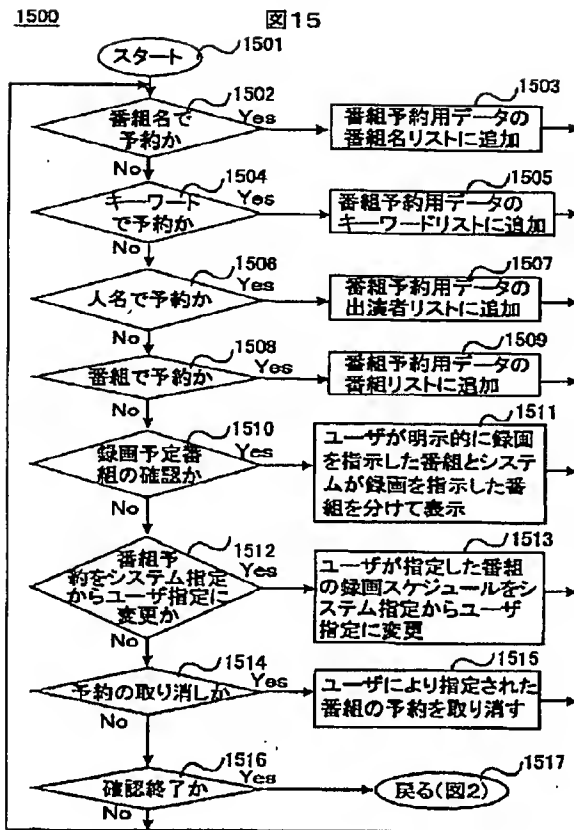 1500
図15
スタート
1501
1502
番組名で
予約か
Yes
No
1503
番組予約用データの
番組名リストに追加
1504
キーワード
で予約か
Yes
No
1505
番組予約用データの
キーワードリストに追加
1506
人名で予約か
Yes
No
1507
番組予約用データの
出演者リストに追加
1508
番組で予約か
Yes
No
1509
番組予約用データの
番組リストに追加
1510
録画予定番
組の確認か
Yes
No
1511
ユーザが明示的に録画
を指示した番組とシステ
ムが録画を指示した番
組を分けて表示
1512
番組予
約をシステム指定
からユーザ指定に
変更か
Yes
No
1513
ユーザが指定した番組
の録画スケジュールをシ
ステム指定からユーザ
指定に変更
1514
予約の取り消しか
Yes
No
1515
ユーザにより指定された
番組の予約を取り消す
1516
確認終了か
Yes
No
1517
戻る(図2)